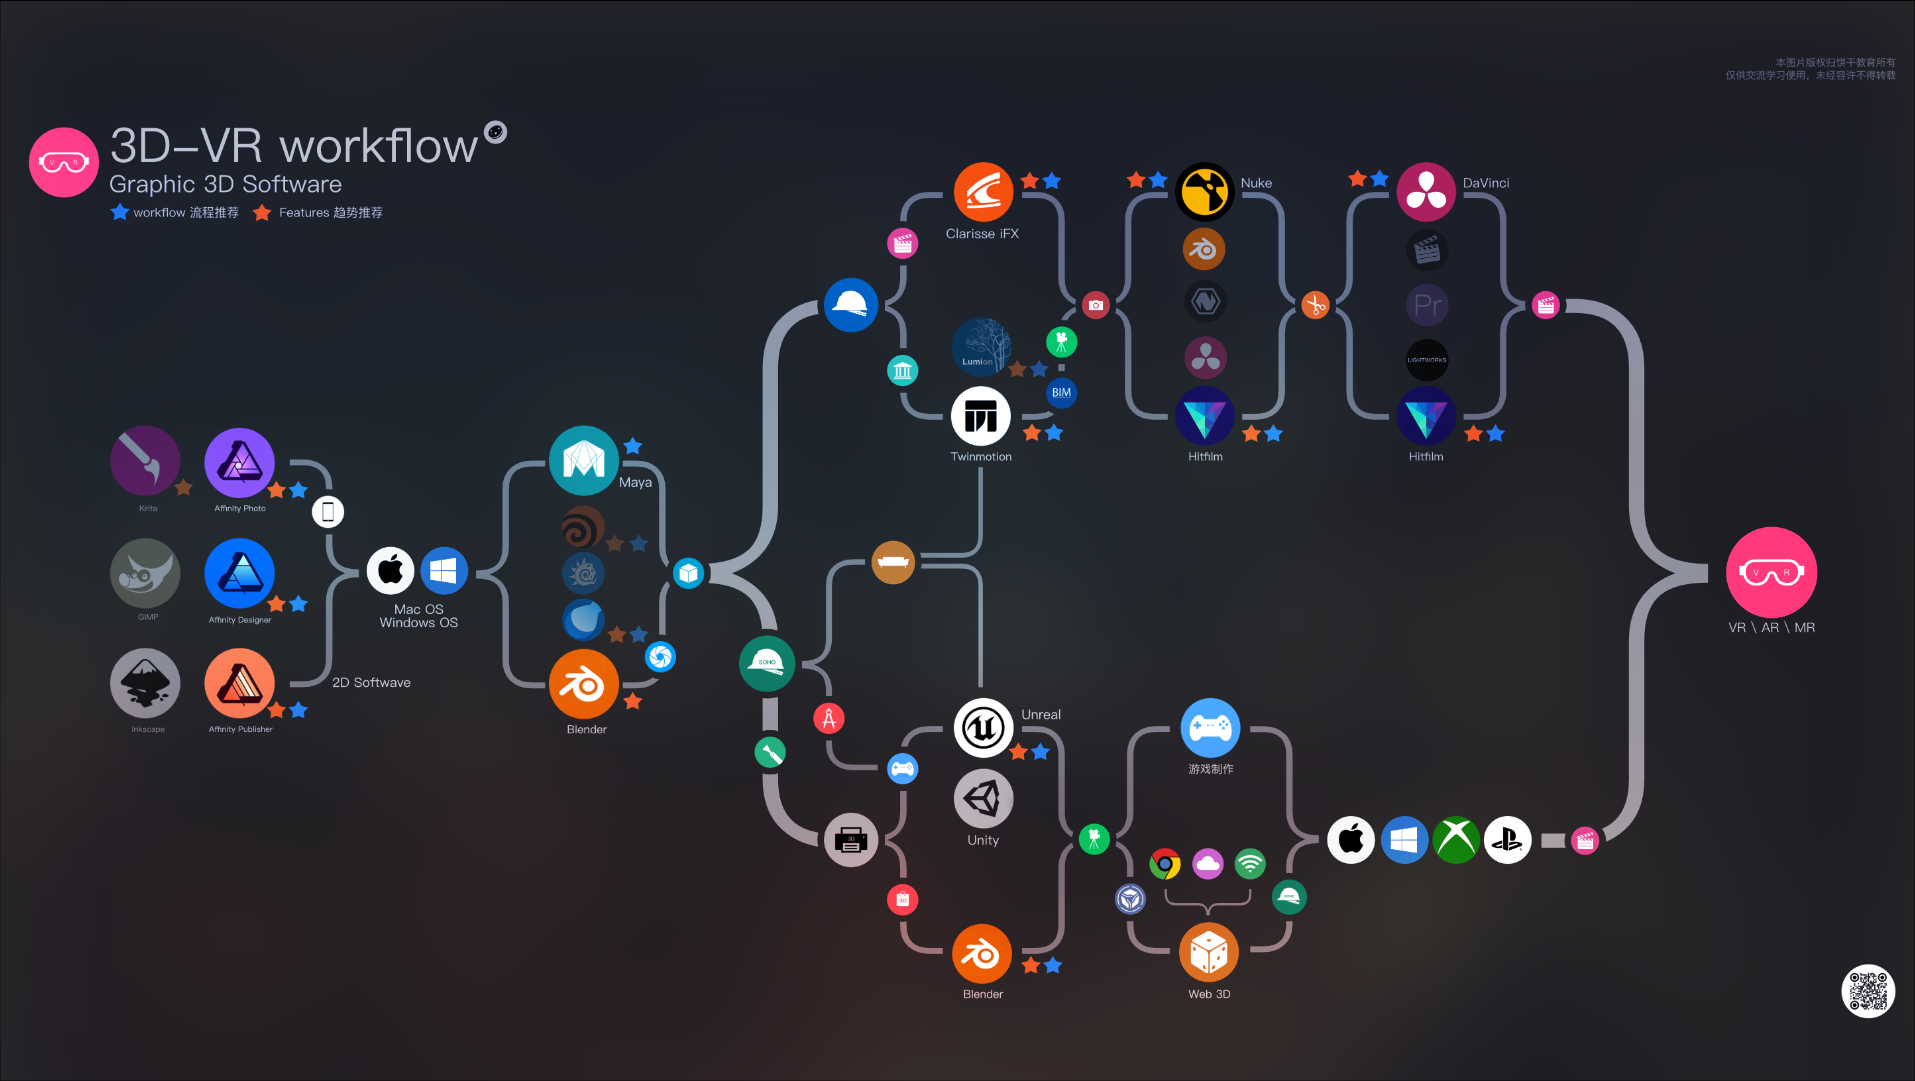 本图片版权归饼干教育所有
仅供交流学习使用，未经容许不得转载
3D-VR workflow
V R
Graphic 3D Software
workflow 流程推荐 Features 趋势推荐
Clarisse iFX
Nuke
DaVinci
Pr
Lumion
LIGHTWORKS
BIM
Twinmotion
Hitfilm
Hitfilm
Krita
Affinity Photo
Maya
GIMP
Affinity Designer
Mac OS
Windows OS
V R
VR \ AR \ MR
SOHO
Inkscape
Affinity Publisher
2D Softwave
Blender
Unreal
游戏制作
Unity
3D
3D
Blender
Web 3D